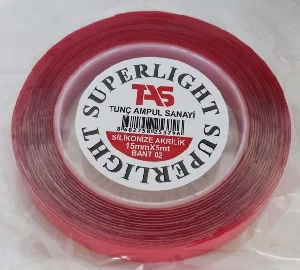 SUPERLIGHT
TAS
TUNÇ AMPUL SANAYİ
SİLİKONİZE AKRİLİK
15mmX5mt
BANT 02
SUPERLIGHT